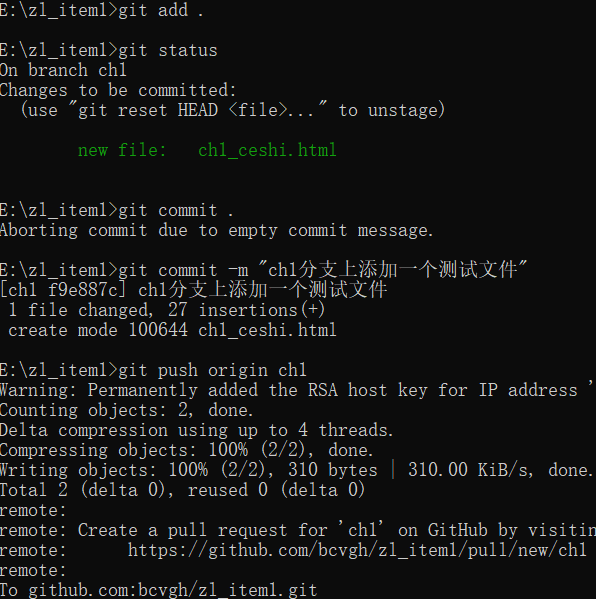 E:\zl_item1>git add .
E:\zl_item1>git status
On branch ch1
Changes to be committed:
(use "git reset HEAD <file>..." to unstage)
new file: ch1_ceshi.html
E:\zl_item1>git commit .
Aborting commit due to empty commit message.
E:\zl_item1>git commit -m "ch1分支上添加一个测试文件"
[ch1 f9e887c] ch1分支上添加一个测试文件
1 file changed, 27 insertions(+)
create mode 100644 ch1_ceshi.html
E:\zl_item1>git push origin ch1
Warning: Permanently added the RSA host key for IP address '
Counting objects: 2, done.
Delta compression using up to 4 threads.
Compressing objects: 100% (2/2), done.
Writing objects: 100% (2/2), 310 bytes | 310.00 KiB/s, done.
Total 2 (delta 0), reused 0 (delta 0)
remote:
remote: Create a pull request for 'ch1' on GitHub by visitin
remote: https://github.com/bcvgh/zl_item1/pull/new/ch1
remote:
To github.com:bcvgh/zl_item1.git